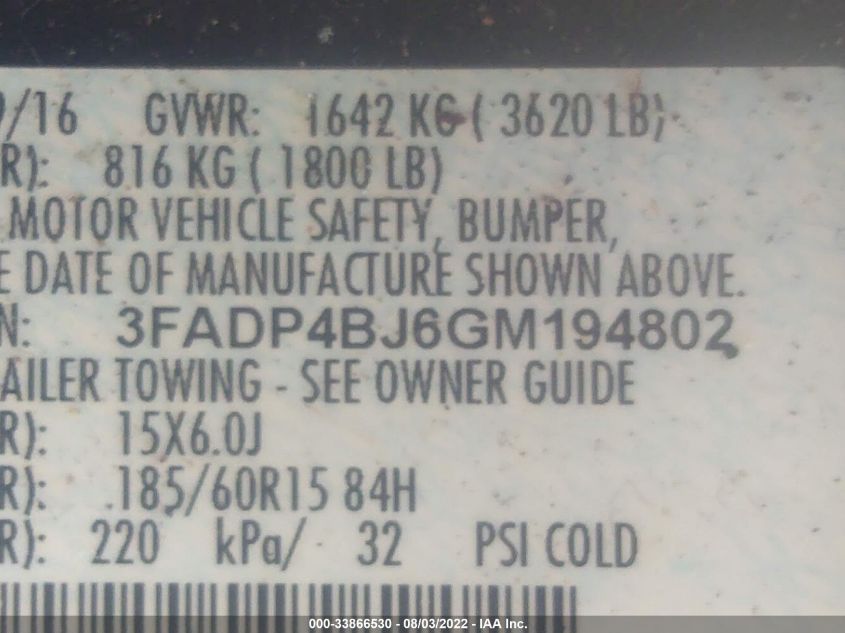 9/16 GVWR: 1642 KG ( 3620 LB)
R): 816 KG ( 1800 LB)
MOTOR VEHICLE SAFETY, BUMPER,
E DATE OF MANUFACTURE SHOWN ABOVE.
N: 3FADP4BJ6GM194802
AILER TOWING - SEE OWNER GUIDE
R): 15X6.0J
R): 185/60R15 84H
R): 220 kPa/ 32 PSI COLD
000-33866530 - 08/03/2022 - IAA Inc.